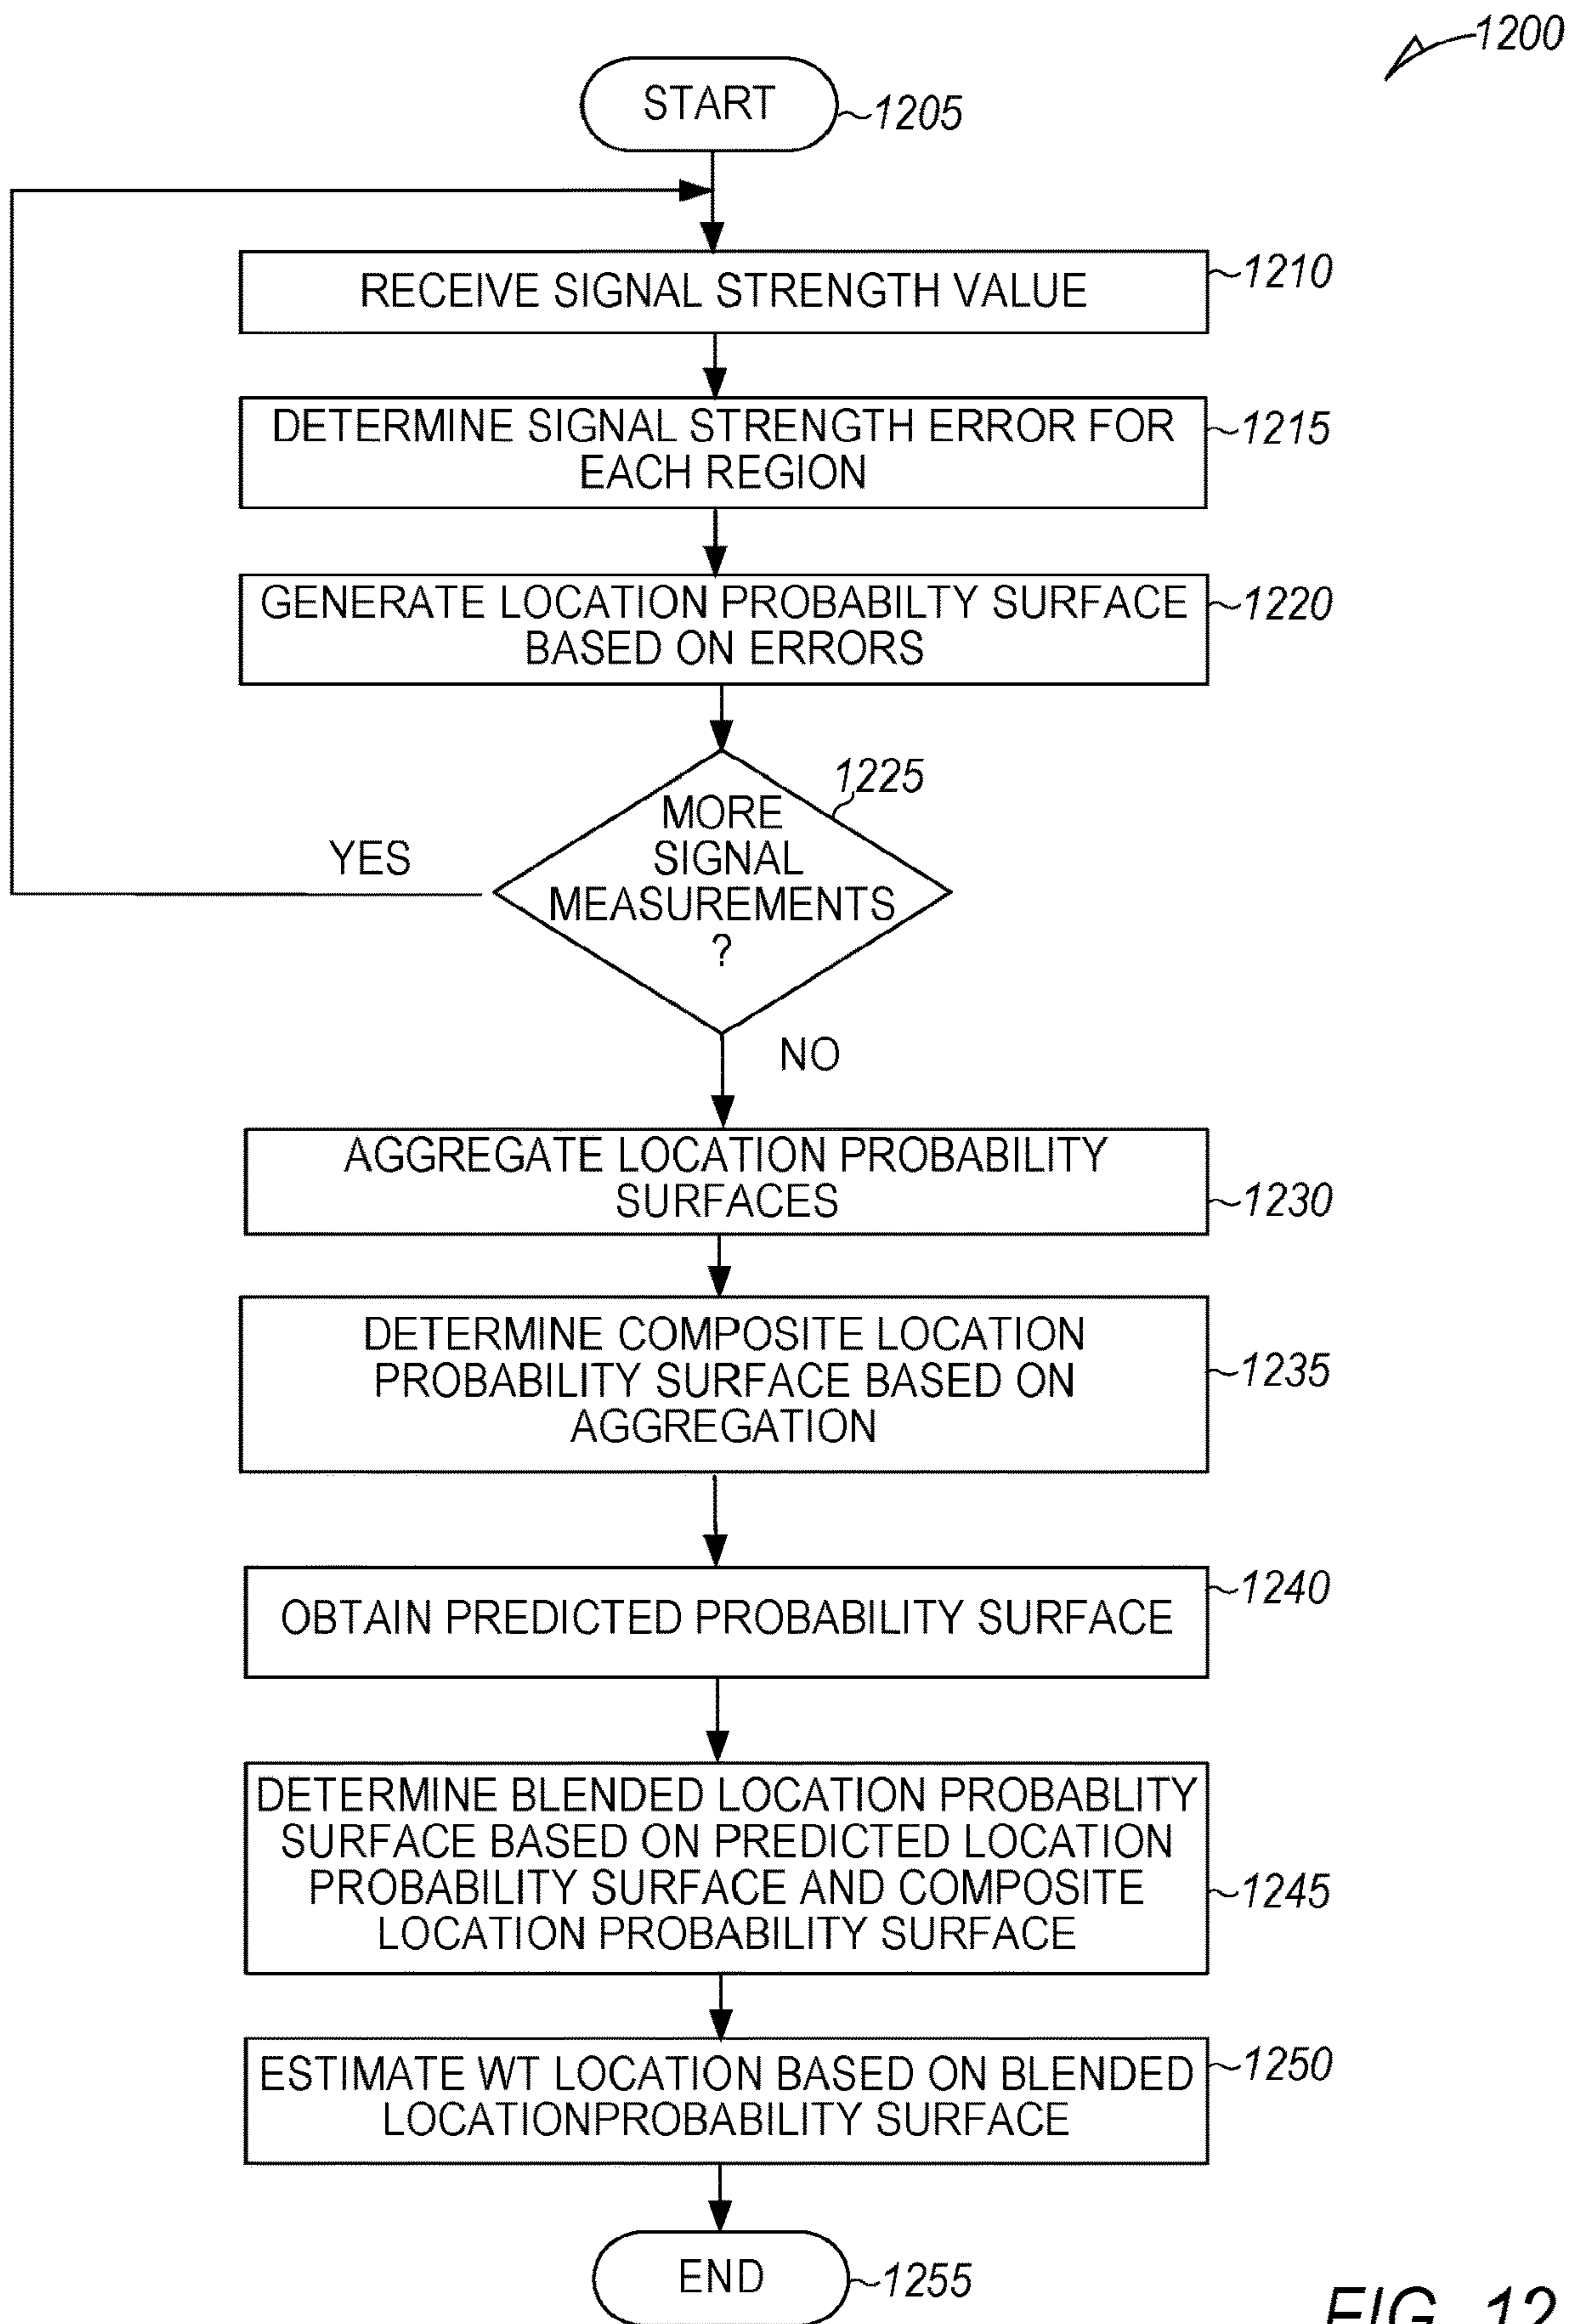 1200
START
1205
RECEIVE SIGNAL STRENGTH VALUE
1210
DETERMINE SIGNAL STRENGTH ERROR FOR
EACH REGION
1215
GENERATE LOCATION PROBABILTY SURFACE
BASED ON ERRORS
1220
1225
MORE
SIGNAL
MEASUREMENTS
?
YES
NO
AGGREGATE LOCATION PROBABILITY
SURFACES
1230
DETERMINE COMPOSITE LOCATION
PROBABILITY SURFACE BASED ON
AGGREGATION
1235
OBTAIN PREDICTED PROBABILITY SURFACE
1240
DETERMINE BLENDED LOCATION PROBABLITY
SURFACE BASED ON PREDICTED LOCATION
PROBABILITY SURFACE AND COMPOSITE
LOCATION PROBABILITY SURFACE
1245
ESTIMATE WT LOCATION BASED ON BLENDED
LOCATIONPROBABILITY SURFACE
1250
END
1255
FIG. 12